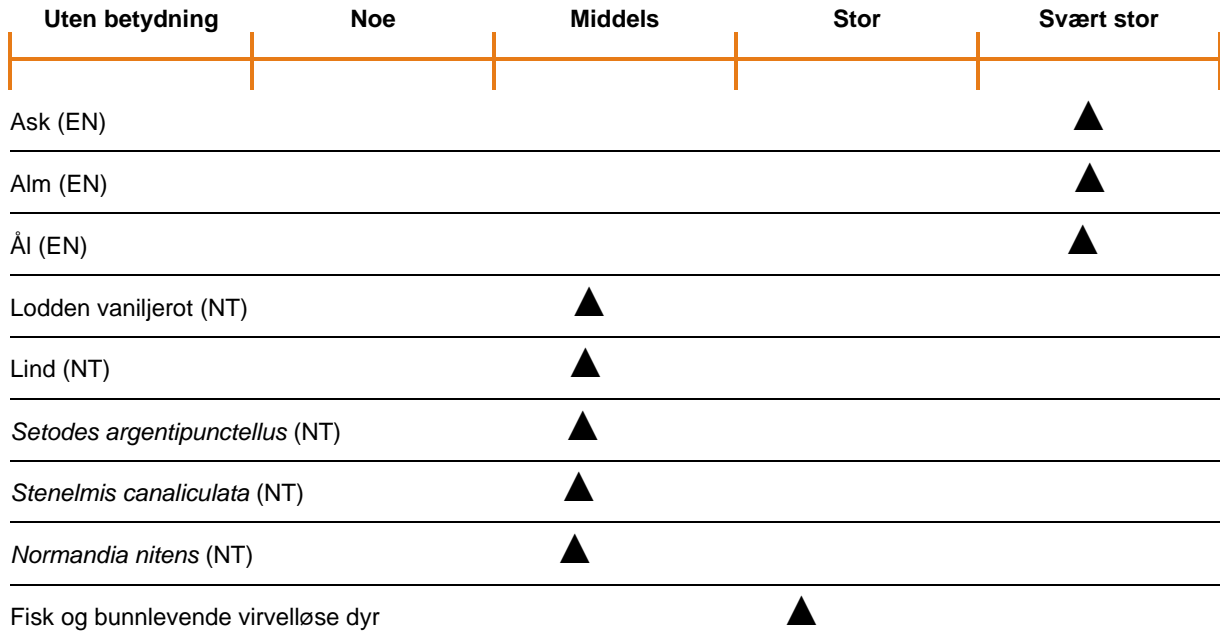 Uten betydning Noe Middels Stor Svært stor
Ask (EN)
Alm (EN)
Ål (EN)
Lodden vaniljerot (NT)
Lind (NT)
Setodes argentipunctellus (NT)
Stenelmis canaliculata (NT)
Normandia nitens (NT)
Fisk og bunnlevende virvelløse dyr